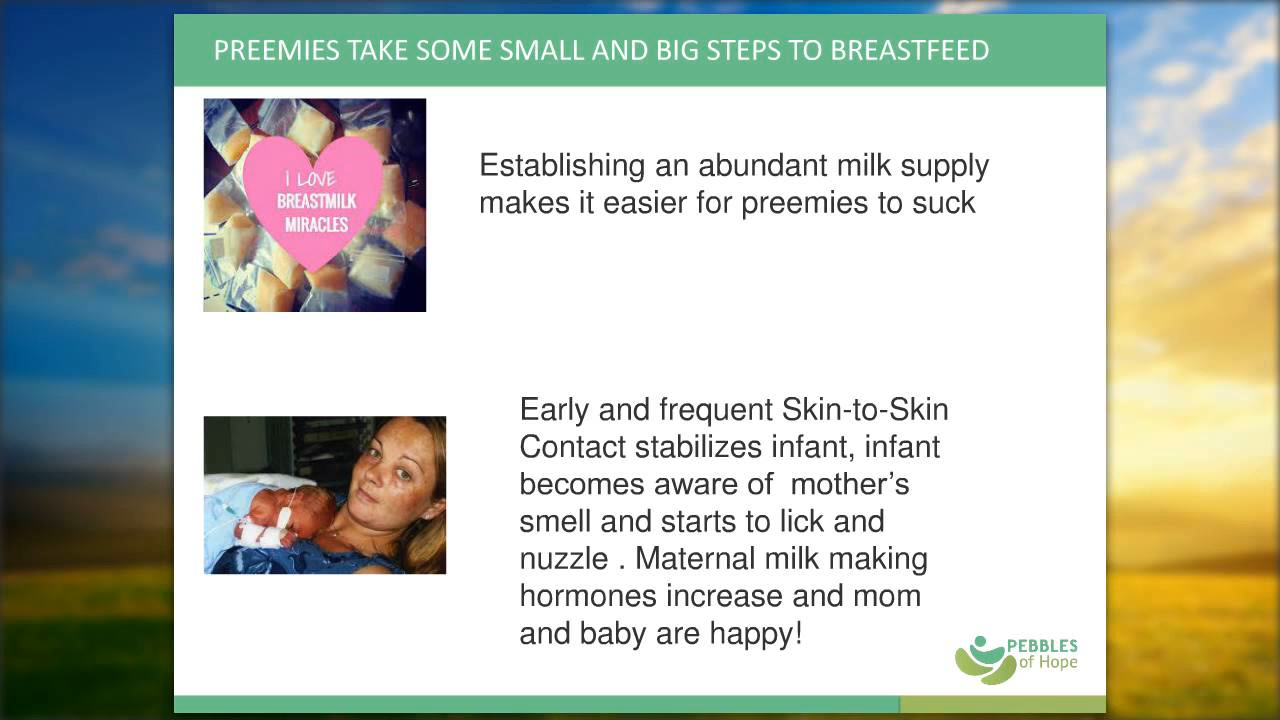 PREEMIES TAKE SOME SMALL AND BIG STEPS TO BREASTFEED
I LOVE
BREASTMILK
MIRACLES
Establishing an abundant milk supply
makes it easier for preemies to suck
Early and frequent Skin-to-Skin
Contact stabilizes infant, infant
becomes aware of  mother’s
smell and starts to lick and
nuzzle . Maternal milk making
hormones increase and mom
and baby are happy!
PEBBLES
of Hope